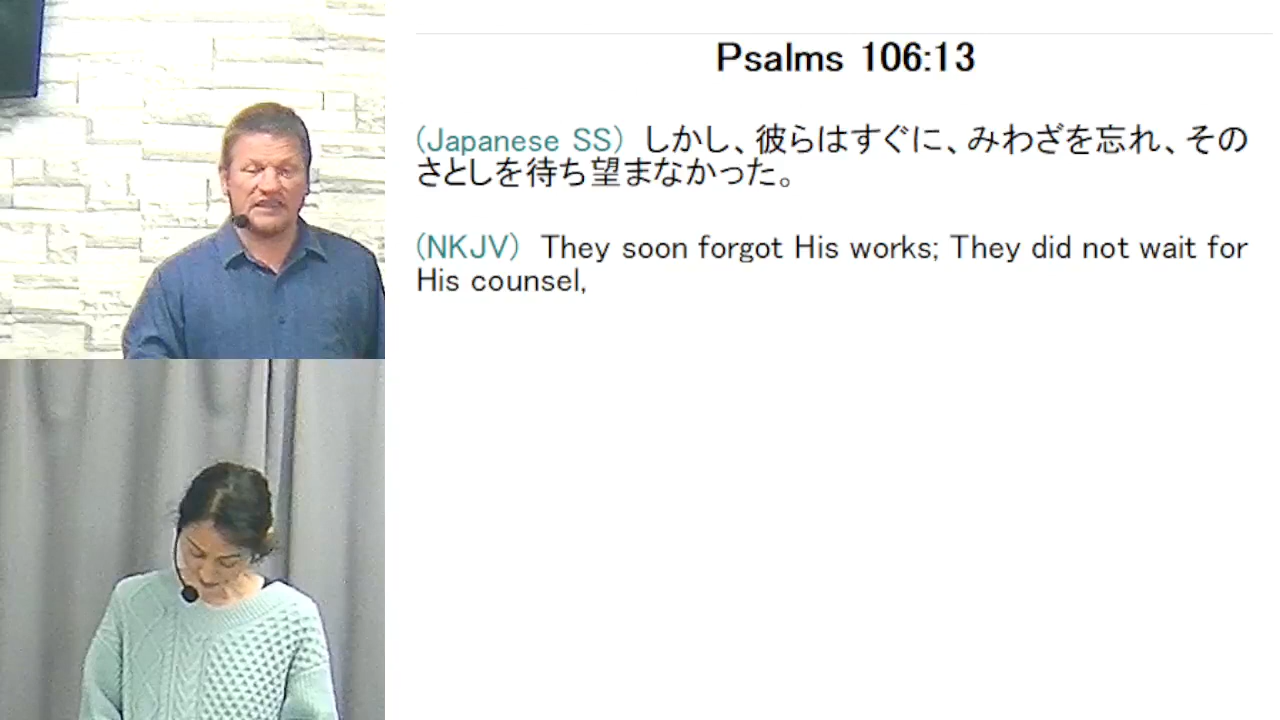 Psalms 106:13
(Japanese SS) しかし、彼らはすぐに、みわざを忘れ、その
さとしを待ち望まなかった。
(NKJV) They soon forgot His works; They did not wait for
His counsel,